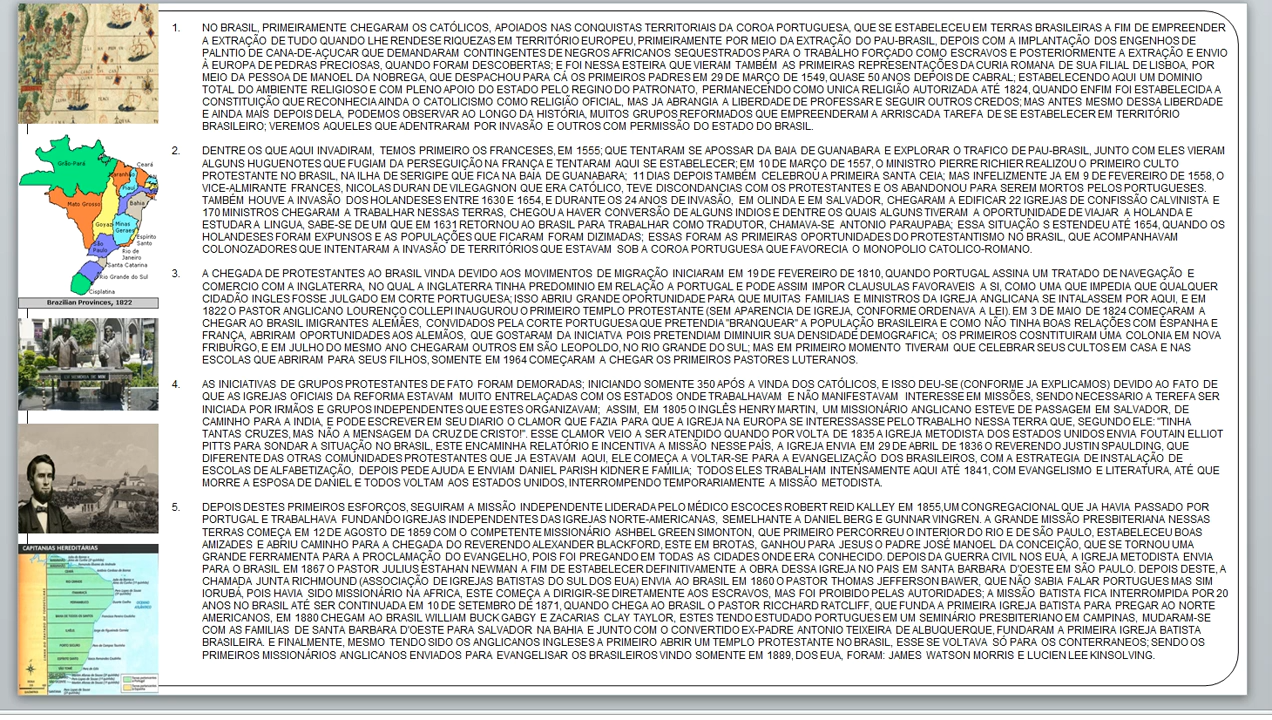 1. NO BRASIL, PRIMEIRAMENTE CHEGARAM OS CATÓLICOS, APOIADOS NAS CONQUISTAS TERRITORIAIS DA COROA PORTUGUESA, QUE SE ESTABELECEU EM TERRAS BRASILEIRAS A FIM DE EMPREENDER
A EXTRAÇÃO DE TUDO QUANDO LHE RENDESE RIQUEZAS EM TERRITÓRIO EUROPEU, PRIMEIRAMENTE POR MEIO DA EXTRAÇÃO DO PAU-BRASIL, DEPOIS COM A IMPLANTAÇÃO DOS ENGENHOS DE
PALNTIO DE CANA-DE-AÇUCAR QUE DEMANDARAM CONTINGENTES DE NEGROS AFRICANOS SEQUESTRADOS PARA O TRABALHO FORÇADO COMO ESCRAVOS E POSTERIORMENTE A EXTRAÇÃO E ENVIO
Á EUROPA DE PEDRAS PRECIOSAS, QUANDO FORAM DESCOBERTAS; E FOI NESSA ESTEIRA QUE VIERAM TAMBÉM AS PRIMEIRAS REPRESENTAÇÕES DA CURIA ROMANA DE SUA FILIAL DE LISBOA, POR
MEIO DA PESSOA DE MANOEL DA NOBREGA, QUE DESPACHOU PARA CÁ OS PRIMEIROS PADRES EM 29 DE MARÇO DE 1549, QUASE 50 ANOS DEPOIS DE CABRAL; ESTABELECENDO AQUI UM DOMINIO
TOTAL DO AMBIENTE RELIGIOSO E COM PLENO APOIO DO ESTADO PELO REGINO DO PATRONATO, PERMANECENDO COMO UNICA RELIGIÃO AUTORIZADA ATÉ 1824, QUANDO ENFIM FOI ESTABELECIDA A
CONSTITUIÇÃO QUE RECONHECIA AINDA O CATOLICISMO COMO RELIGIÃO OFICIAL, MAS JA ABRANGIA A LIBERDADE DE PROFESSAR E SEGUIR OUTROS CREDOS; MAS ANTES MESMO DESSA LIBERDADE
E AINDA MAIS DEPOIS DELA, PODEMOS OBSERVAR AO LONGO DA HISTÓRIA, MUITOS GRUPOS REFORMADOS QUE EMPREENDERAM A ARRISCADA TAREFA DE SE ESTABELECER EM TERRITÓRIO
BRASILEIRO; VEREMOS AQUELES QUE ADENTRARAM POR INVASÃO E OUTROS COM PERMISSÃO DO ESTADO DO BRASIL.
2. DENTRE OS QUE AQUI INVADIRAM, TEMOS PRIMEIRO OS FRANCESES, EM 1555; QUE TENTARAM SE APOSSAR DA BAIA DE GUANABARA E EXPLORAR O TRAFICO DE PAU-BRASIL, JUNTO COM ELES VIERAM
ALGUNS HUGUENOTES QUE FUGIAM DA PERSEGUIÇÃO NA FRANÇA E TENTARAM AQUI SE ESTABELECER; EM 10 DE MARÇO DE 1557, O MINISTRO PIERRE RICHIER REALIZOU O PRIMEIRO CULTO
PROTESTANTE NO BRASIL, NA ILHA DE SERIGIPE QUE FICA NA BAÍA DE GUANABARA; 11 DIAS DEPOIS TAMBÉM CELEBROU A PRIMEIRA SANTA CEIA; MAS INFELIZMENTE JA EM 9 DE FEVEREIRO DE 1558, O
VICE-ALMIRANTE FRANCES, NICOLAS DURAN DE VILEGAGNON QUE ERA CATÓLICO, TEVE DISCONDANCIAS COM OS PROTESTANTES E OS ABANDONOU PARA SEREM MORTOS PELOS PORTUGUESES.
TAMBÉM HOUVE A INVASÃO DOS HOLANDESES ENTRE 1630 E 1654, E DURANTE OS 24 ANOS DE INVASÃO, EM OLINDA E EM SALVADOR, CHEGARAM A EDIFICAR 22 IGREJAS DE CONFISSÃO CALVINISTA E
170 MINISTROS CHEGARAM A TRABALHAR NESSAS TERRAS, CHEGOU A HAVER CONVERSÃO DE ALGUNS INDIOS E DENTRE OS QUAIS ALGUNS TIVERAM A OPORTUNIDADE DE VIAJAR A HOLANDA E
ESTUDAR A LINGUA, SABE-SE DE UM QUE EM 1631 RETORNOU AO BRASIL PARA TRABALHAR COMO TRADUTOR, CHAMAVA-SE ANTONIO PARAUPABA; ESSA SITUAÇÃO S ESTENDEU ATÉ 1654, QUANDO OS
HOLANDESES FORAM EXPUNSOS E AS POPULAÇÕES QUE FICARAM FORAM DIZIMADAS; ESSAS FORAM AS PRIMEIRAS OPORTUNIDADES DO PROTESTANTISMO NO BRASIL, QUE ACOMPANHAVAM
COLONOZADORES QUE INTENTARAM A INVASÃO DE TERRITÓRIOS QUE ESTAVAM SOB A COROA PORTUGUESA QUE FAVORECIA O MONOPOLIO CATOLICO-ROMANO.
3. A CHEGADA DE PROTESTANTES AO BRASIL VINDA DEVIDO AOS MOVIMENTOS DE MIGRAÇÃO INICIARAM EM 19 DE FEVEREIRO DE 1810, QUANDO PORTUGAL ASSINA UM TRATADO DE NAVEGAÇÃO E
COMERCIO COM A INGLATERRA, NO QUAL A INGLATERRA TINHA PREDOMINIO EM RELAÇÃO A PORTUGAL E PODE ASSIM IMPOR CLAUSULAS FAVORAVEIS A SI, COMO UMA QUE IMPEDIA QUE QUALQUER
CIDADÃO INGLES FOSSE JULGADO EM CORTE PORTUGUESA; ISSO ABRIU GRANDE OPORTUNIDADE PARA QUE MUITAS FAMILIAS E MINISTROS DA IGREJA ANGLICANA SE INTALASSEM POR AQUI, E EM
1822 O PASTOR ANGLICANO LOURENÇO COLLEPI INAUGUROU O PRIMEIRO TEMPLO PROTESTANTE (SEM APARENCIA DE IGREJA, CONFORME ORDENAVA A LEI). EM 3 DE MAIO DE 1824 COMEÇARAM A
CHEGAR AO BRASIL IMIGRANTES ALEMÃES, CONVIDADOS PELA CORTE PORTUGUESA QUE PRETENDIA "BRANQUEAR" A POPULAÇÃO BRASILEIRA E COMO NÃO TINHA BOAS RELAÇÕES COM ESPANHA E
FRANÇA, ABRIRAM OPORTUNIDADES AOS ALEMÃOS, QUE GOSTARAM DA INICIATVA POIS PRETENDIAM DIMINUIR SUA DENSIDADE DEMOGRAFICA; OS PRIMEIROS COSNTITUIRAM UMA COLONIA EM NOVA
FRIBURGO, E EM JULHO DO MESMO ANO CHEGARAM OUTROS EM SÃO LEOPOLDO, NO RIO GRANDE DO SUL; MAS EM PRIMEIRO MOMENTO TIVERAM QUE CELEBRAR SEUS CULTOS EM CASA E NAS
ESCOLAS QUE ABRIRAM PARA SEUS FILHOS, SOMENTE EM 1964 COMEÇARAM A CHEGAR OS PRIMEIROS PASTORES LUTERANOS.
4. AS INICIATIVAS DE GRUPOS PROTESTANTES DE FATO FORAM DEMORADAS; INICIANDO SOMENTE 350 APÓS A VINDA DOS CATÓLICOS, E ISSO DEU-SE (CONFORME JA EXPLICAMOS) DEVIDO AO FATO DE
QUE AS IGREJAS OFICIAIS DA REFORMA ESTAVAM MUITO ENTRELAÇADAS COM OS ESTADOS ONDE TRABALHAVAM E NÃO MANIFESTAVAM INTERESSE EM MISSÕES, SENDO NECESSARIO A TEREFA SER
INICIADA POR IRMÃOS E GRUPOS INDEPENDENTES QUE ESTES ORGANIZAVAM; ASSIM, EM 1805 O INGLÊS HENRY MARTIN, UM MISSIONÁRIO ANGLICANO ESTEVE DE PASSAGEM EM SALVADOR, DE
CAMINHO PARA A INDIA, E PODE ESCREVER EM SEU DIARIO O CLAMOR QUE FAZIA PARA QUE A IGREJA NA EUROPA SE INTERESSASSE PELO TRABALHO NESSA TERRA QUE, SEGUNDO ELE: "TINHA
TANTAS CRUZES, MAS NÃO A MENSAGEM DA CRUZ DE CRISTO!". ESSE CLAMOR VEIO A SER ATENDIDO QUANDO POR VOLTA DE 1835 A IGREJA METODISTA DOS ESTADOS UNIDOS ENVIA FOUTAIN ELLIOT
PITTS PARA SONDAR A SITUAÇÃO NO BRASIL, ESTE ENCAMINHA RELATÓRIO E INCENTIVA A MISSÃO NESSE PAÍS, A IGREJA ENVIA EM 29 DE ABRIL DE 1836 O REVERENDO JUSTIN SPAULDING, QUE
DIFERENTE DAS OTRAS COMUNIDADES PROTESTANTES QUE JA ESTAVAM AQUI, ELE COMEÇA A VOLTAR-SE PARA A EVANGELIZAÇÃO DOS BRASILEIROS, COM A ESTRATEGIA DE INSTALAÇÃO DE
ESCOLAS DE ALFABETIZAÇÃO, DEPOIS PEDE AJUDA E ENVIAM DANIEL PARISH KIDNER E FAMILIA; TODOS ELES TRABALHAM INTENSAMENTE AQUI ATÉ 1841, COM EVANGELISMO E LITERATURA, ATÉ QUE
MORRE A ESPOSA DE DANIEL E TODOS VOLTAM AOS ESTADOS UNIDOS, INTERROMPENDO TEMPORARIAMENTE A MISSÃO METODISTA.
5. DEPOIS DESTES PRIMEIROS ESFORÇOS, SEGUIRAM A MISSÃO INDEPENDENTE LIDERADA PELO MÉDICO ESCOCES ROBERT REID KALLEY EM 1855, UM CONGREGACIONAL QUE JA HAVIA PASSADO POR
PORTUGAL E TRABALHAVA FUNDANDO IGREJAS INDEPENDENTES DAS IGREJAS NORTE-AMERICANAS, SEMELHANTE A DANIEL BERG E GUNNAR VINGREN. A GRANDE MISSÃO PRESBITERIANA NESSAS
TERRAS COMEÇA EM 12 DE AGOSTO DE 1859 COM O COMPETENTE MISSIONÁRIO ASHBEL GREEN SIMONTON, QUE PRIMEIRO PERCORREU O INTERIOR DO RIO E DE SÃO PAULO, ESTABELECEU BOAS
AMIZADES E ABRIU CAMINHO PARA A CHEGADA DO REVERENDO ALEXANDER BLACKFORD, ESTE EM BROTAS, GANHOU PARA JESUS O PADRE JOSÉ MANOEL DA CONCEIÇÃO, QUE SE TORNOU UMA
GRANDE FERRAMENTA PARA A PROCLAMAÇÃO DO EVANGELHO, POIS FOI PREGANDO EM TODAS AS CIDADES ONDE ERA CONHECIDO. DEPOIS DA GUERRA CIVIL NOS EUA, A IGREJA METODISTA ENVIA
PARA O BRASIL EM 1867 O PASTOR JULIUS ESTAHAN NEWMAN A FIM DE ESTABELECER DEFINITIVAMENTE A OBRA DESSA IGREJA NO PAIS EM SANTA BARBARA D'OESTE EM SÃO PAULO. DEPOIS DESTE, A
CHAMADA JUNTA RICHMOUND (ASSOCIAÇÃO DE IGREJAS BATISTAS DO SUL DOS EUA) ENVIA AO BRASIL EM 1860 O PASTOR THOMAS JEFFERSON BAWER, QUE NÃO SABIA FALAR PORTUGUES MAS SIM
IORUBÁ, POIS HAVIA SIDO MISSIONÁRIO NA AFRICA, ESTE COMEÇA A DIRIGIR-SE DIRETAMENTE AOS ESCRAVOS, MAS FOI IMPEDIDO PELAS AUTORIDADES; A MISSÃO BATISTA FICA INTERROMPIDA POR 20
ANOS NO BRASIL ATÉ SER CONTINUADA EM 10 DE SETEMBRO DE 1871, QUANDO CHEGA AO BRASIL O PASTOR RICHARD RATCLIFF, QUE FUNDA A PRIMEIRA IGREJA BATISTA PARA PREGAR AO NORTE
AMERICANOS, EM 1880 CHEGAM AO BRASIL WILLIAM BUCK GABGY E ZACARIAS CLAY TAYLOR, ESTES TENDO ESTUDADO PORTUGUES EM UM SEMINÁRIO PRESBITERIANO EM CAMPINAS, MUDARAM-SE
COM AS FAMILIAS DE SANTA BARBARA D'OESTE PARA SALVADOR NA BAHIA E JUNTO COM O CONVERTIDO EX-PADRE ANTONIO TEIXEIRA DE ALBUQUERQUE, FUNDARAM A PRIMEIRA IGREJA BATISTA
BRASILEIRA. E FINALMENTE, MESMO TENDO SIDO OS ANGLICANOS INGLESES A PRIMEIRO ABRIR UM TEMPLO PROTESTANTE NO BRASIL, ESSE SE VOLTAVA SÓ PARA OS CONTERRANEOS; SENDO OS
PRIMEIROS MISSIONÁRIOS ANGLICANOS ENVIADOS PARA EVANGELISAR OS BRASILEIROS VINDO SOMENTE EM 1889, DOS EUA, FORAM: JAMES WATSON MORRIS E LUCIEN LEE KINSOLVING.
Grão-Pará
Ceará
Maranhão
Piauí
Mato Grosso
Bahia
Goyaz
Minas
Geraes
Espírito
Santo
São
Paulo
Rio de
Janeiro
Santa Catarina
Rio Grande do Sul
Cisplatina
Brazilian Provinces, 1822
CAPITANIAS HEREDITARIAS